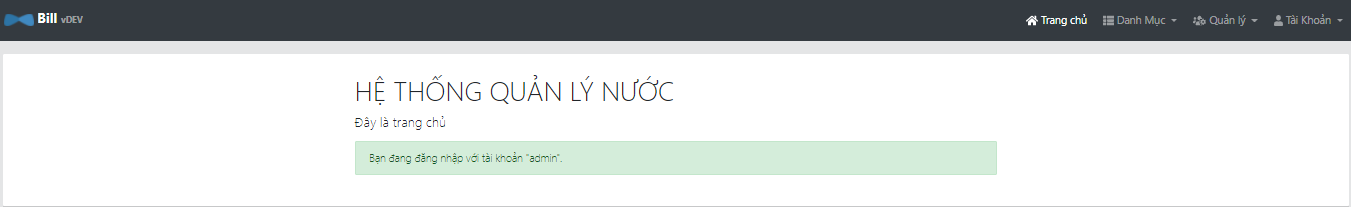 Bill vDEV
Trang chủ Danh Mục Quản lý Tài Khoản
HỆ THỐNG QUẢN LÝ NƯỚC
Đây là trang chủ
Bạn đang đăng nhập với tài khoản "admin".